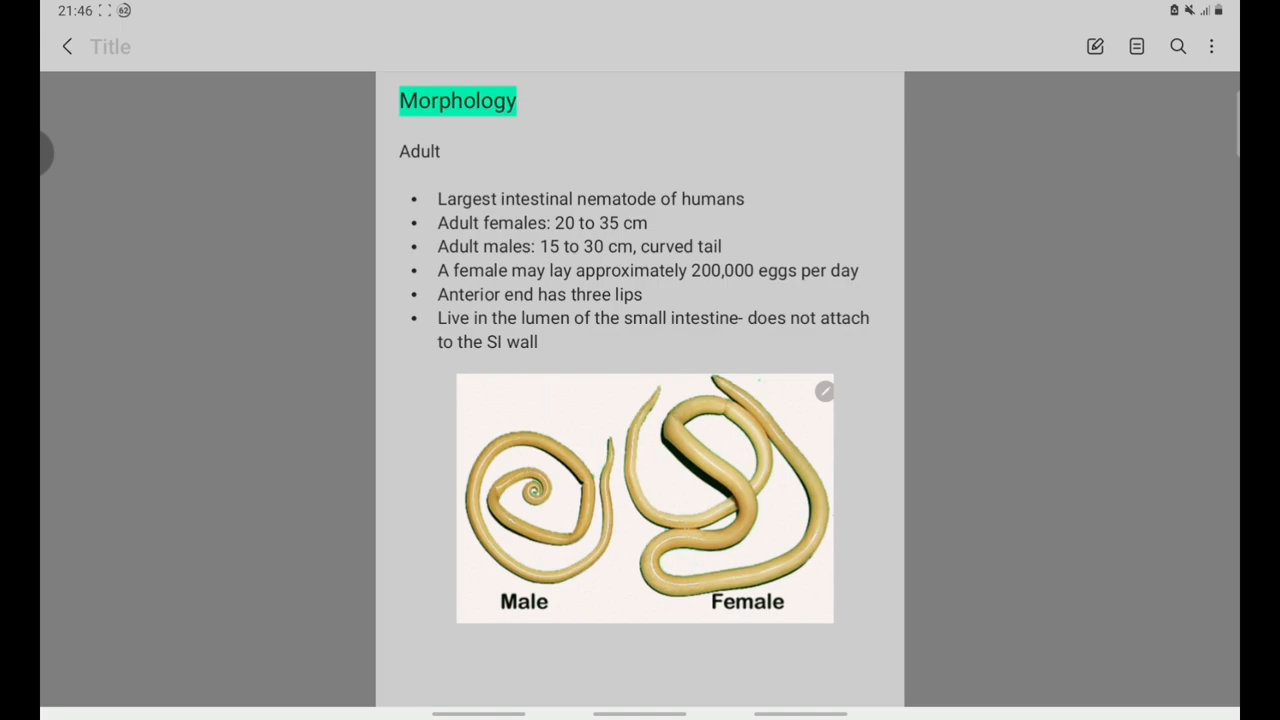 21:46 62
Title
Morphology
Adult
• Largest intestinal nematode of humans
• Adult females: 20 to 35 cm
• Adult males: 15 to 30 cm, curved tail
• A female may lay approximately 200,000 eggs per day
• Anterior end has three lips
• Live in the lumen of the small intestine- does not attach
to the SI wall
Male Female